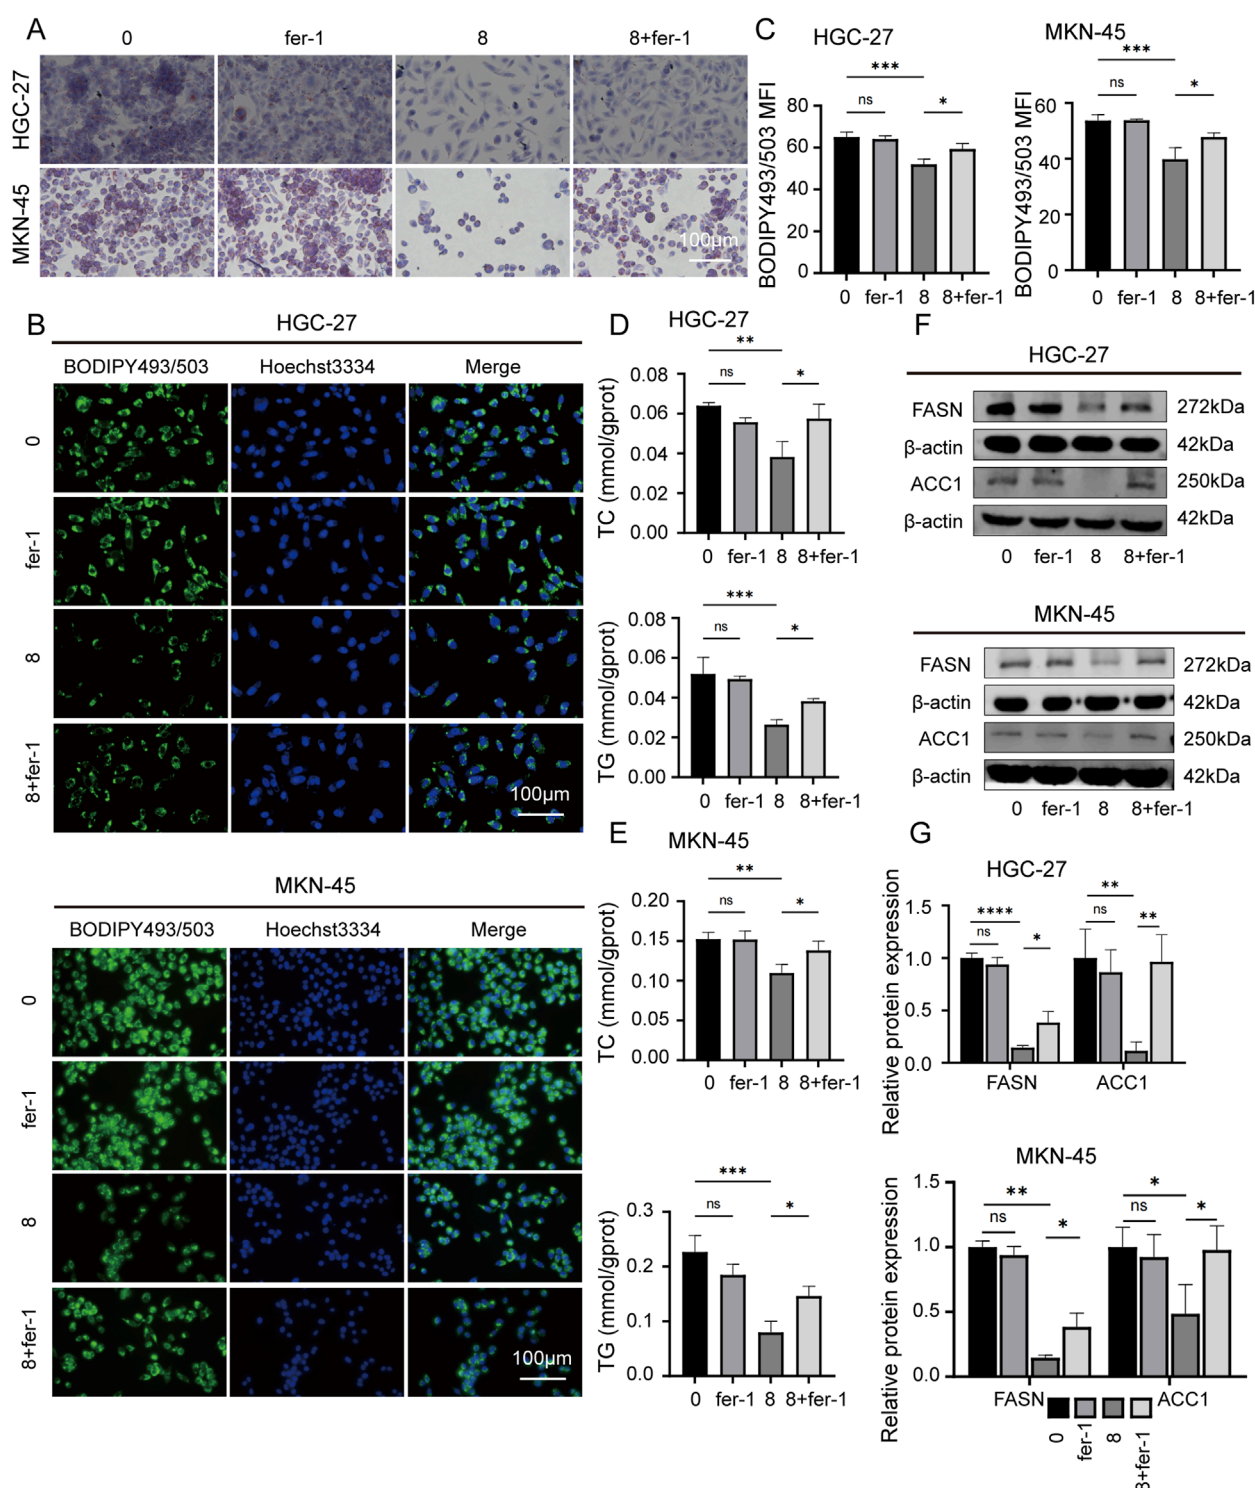 A
0 fer-1 8 8+fer-1
HGC-27
MKN-45
100μm
B
HGC-27
BODIPY493/503 Hoechst3334 Merge
0
fer-1
8
8+fer-1
100μm
MKN-45
BODIPY493/503 Hoechst3334 Merge
0
fer-1
8
8+fer-1
100μm
C
HGC-27
BODIPY493/503 MFI
80
60
40
20
0
***
ns
*
0 fer-1 8 8+fer-1
MKN-45
BODIPY493/503 MFI
60
40
20
0
***
ns
*
0 fer-1 8 8+fer-1
D
HGC-27
TC (mmol/gprot)
0.08
0.06
0.04
0.02
0.00
**
ns
*
0 fer-1 8 8+fer-1
TG (mmol/gprot)
0.08
0.06
0.04
0.02
0.00
***
ns
*
0 fer-1 8 8+fer-1
E
MKN-45
TC (mmol/gprot)
0.20
0.15
0.10
0.05
0.00
**
ns
*
0 fer-1 8 8+fer-1
TG (mmol/gprot)
0.3
0.2
0.1
0.0
***
ns
*
0 fer-1 8 8+fer-1
F
HGC-27
FASN 272kDa
β-actin 42kDa
ACC1 250kDa
β-actin 42kDa
0 fer-1 8 8+fer-1
MKN-45
FASN 272kDa
β-actin 42kDa
ACC1 250kDa
β-actin 42kDa
0 fer-1 8 8+fer-1
G
HGC-27
Relative protein expression
1.5
1.0
0.5
0.0
****
ns
*
**
ns
**
FASN ACC1
MKN-45
Relative protein expression
1.5
1.0
0.5
0.0
**
ns
*
*
ns
*
FASN ACC1
0
fer-1
8
8+fer-1